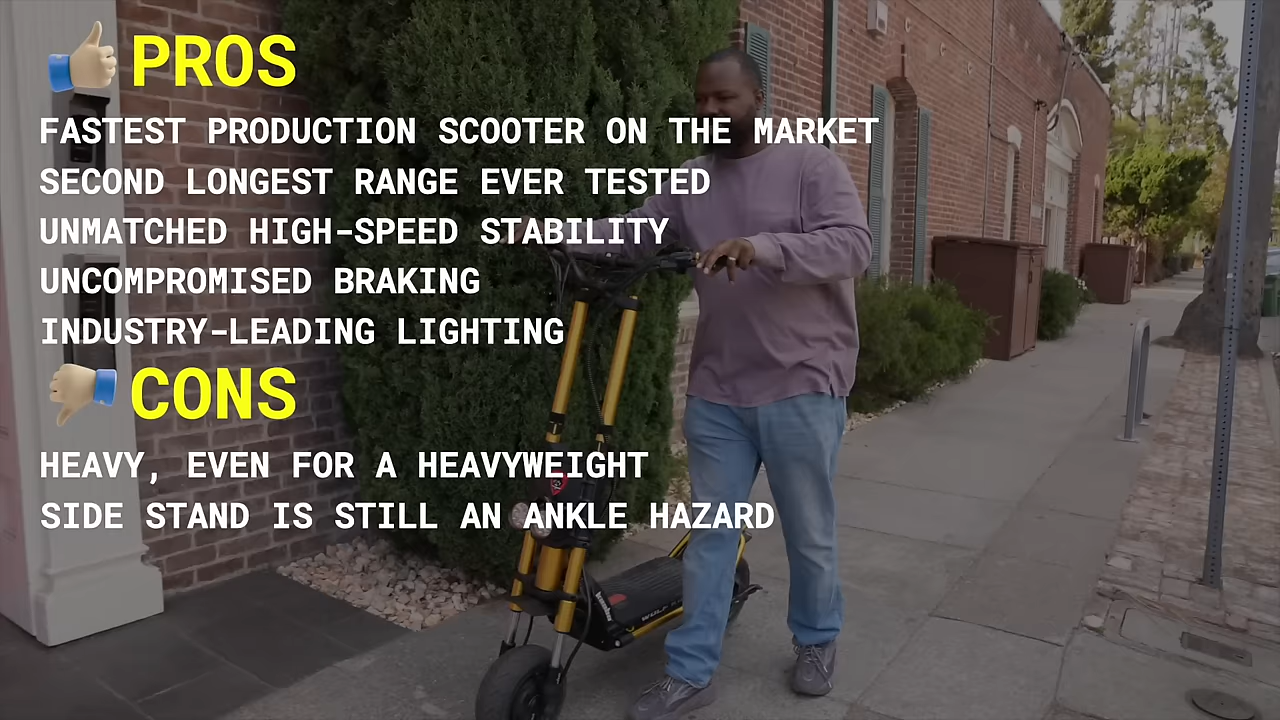 PROS
FASTEST PRODUCTION SCOOTER ON THE MARKET
SECOND LONGEST RANGE EVER TESTED
UNMATCHED HIGH-SPEED STABILITY
UNCOMPROMISED BRAKING
INDUSTRY-LEADING LIGHTING
CONS
HEAVY, EVEN FOR A HEAVYWEIGHT
SIDE STAND IS STILL AN ANKLE HAZARD
WOLF